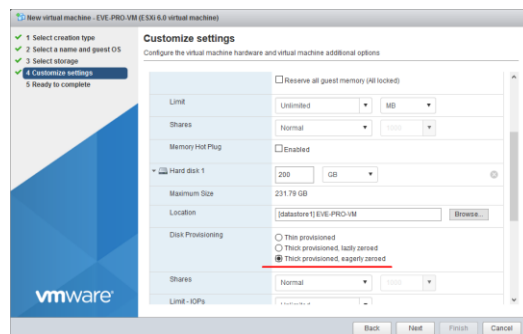 New virtual machine - EVE-PRO-VM (ESXi 6.0 virtual machine)
1 Select creation type
2 Select a name and guest OS
3 Select storage
4 Customize settings
5 Ready to complete
Customize settings
Configure the virtual machine hardware and virtual machine additional options
Reserve all guest memory (All locked)
Limit Unlimited MB
Shares Normal 1000
Memory Hot Plug Enabled
Hard disk 1 200 GB
Maximum Size 231.79 GB
Location [datastore1] EVE-PRO-VM Browse...
Disk Provisioning
Thin provisioned
Thick provisioned, lazily zeroed
Thick provisioned, eagerly zeroed
Shares Normal
Limit - IOPs Unlimited
vmware
Back Next Finish Cancel